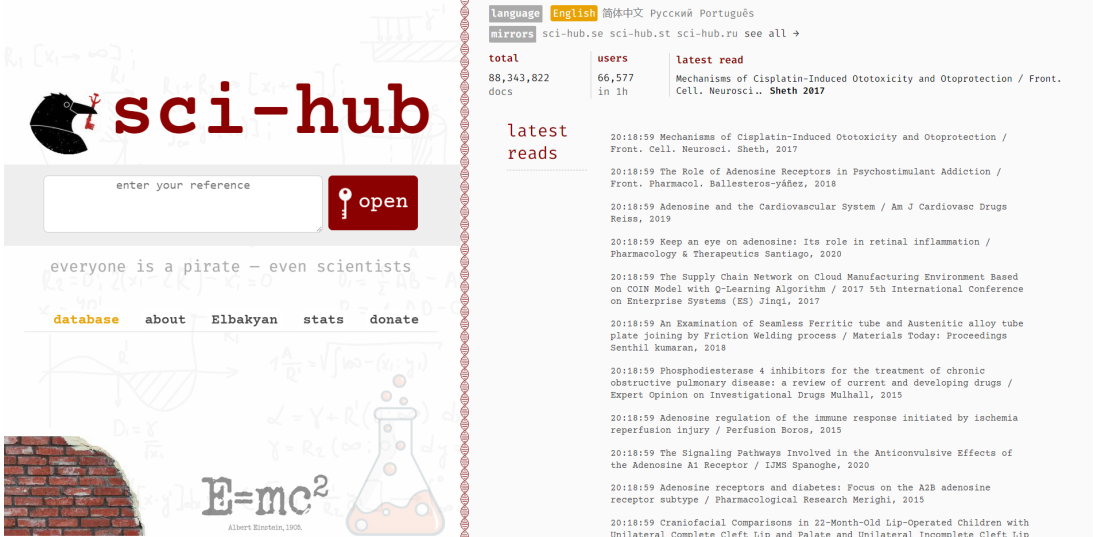 sci-hub
enter your reference
open
everyone is a pirate — even scientists
database about Elbakyan stats donate
E=mc²
Albert Einstein, 1905.
language English 简体中文 Русский Português
mirrors sci-hub.se sci-hub.st sci-hub.ru see all →
total
88,343,822
docs
users
66,577
in 1h
latest read
Mechanisms of Cisplatin-Induced Ototoxicity and Otoprotection / Front.
Cell. Neurosci.. Sheth 2017
latest
reads
20:18:59 Mechanisms of Cisplatin-Induced Ototoxicity and Otoprotection /
Front. Cell. Neurosci. Sheth, 2017
20:18:59 The Role of Adenosine Receptors in Psychostimulant Addiction /
Front. Pharmacol. Ballesteros-yáñez, 2018
20:18:59 Adenosine and the Cardiovascular System / Am J Cardiovasc Drugs
Reiss, 2019
20:18:59 Keep an eye on adenosine: Its role in retinal inflammation /
Pharmacology & Therapeutics Santiago, 2020
20:18:59 The Supply Chain Network on Cloud Manufacturing Environment Based
on COIN Model with Q-Learning Algorithm / 2017 5th International Conference
on Enterprise Systems (ES) Jinqi, 2017
20:18:59 An Examination of Seamless Ferritic tube and Austenitic alloy tube
plate joining by Friction Welding process / Materials Today: Proceedings
Senthil kumaran, 2018
20:18:59 Phosphodiesterase 4 inhibitors for the treatment of chronic
obstructive pulmonary disease: a review of current and developing drugs /
Expert Opinion on Investigational Drugs Mulhall, 2015
20:18:59 Adenosine regulation of the immune response initiated by ischemia
reperfusion injury / Perfusion Boros, 2015
20:18:59 The Signaling Pathways Involved in the Anticonvulsive Effects of
the Adenosine A1 Receptor / IJMS Spanoghe, 2020
20:18:59 Adenosine receptors and diabetes: Focus on the A2B adenosine
receptor subtype / Pharmacological Research Merighi, 2015
20:18:59 Craniofacial Comparisons in 22-Month-Old Lip-Operated Children with
Unilateral Complete Cleft Lip and Palate and Unilateral Incomplete Cleft Lip